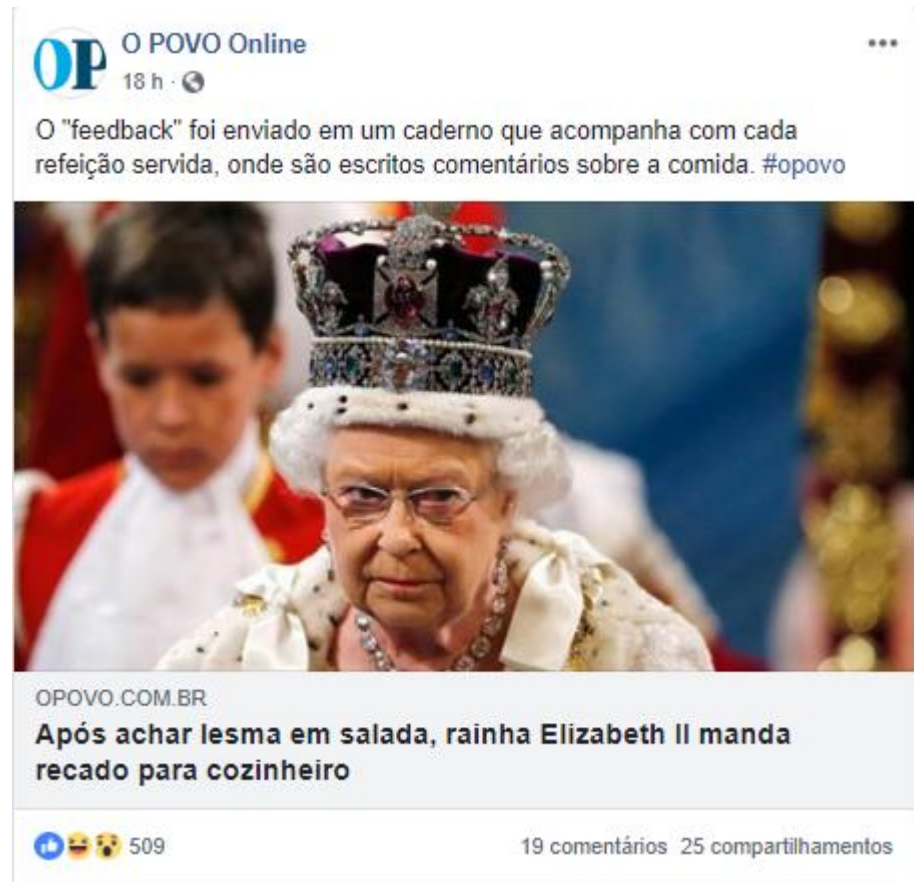 OP O POVO Online
18 h ·
O "feedback" foi enviado em um caderno que acompanha com cada
refeição servida, onde são escritos comentários sobre a comida. #opovo
OPOVO.COM.BR
Após achar lesma em salada, rainha Elizabeth II manda
recado para cozinheiro
509 19 comentários 25 compartilhamentos